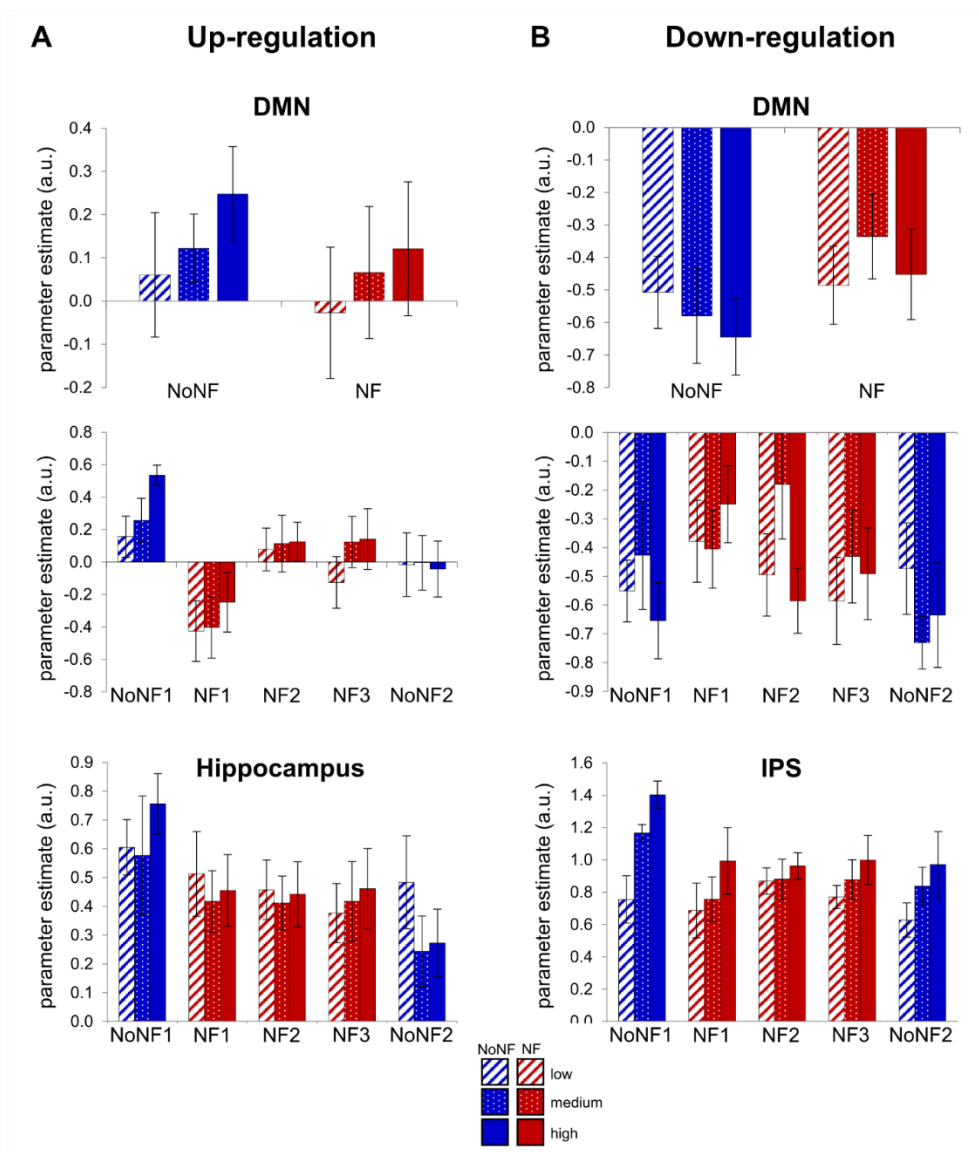 A Up-regulation
B Down-regulation
DMN
parameter estimate (a.u.)
0.4
0.3
0.2
0.1
0.0
-0.1
-0.2
NoNF NF
DMN
parameter estimate (a.u.)
0.0
-0.1
-0.2
-0.3
-0.4
-0.5
-0.6
-0.7
-0.8
NoNF NF
parameter estimate (a.u.)
0.8
0.6
0.4
0.2
0.0
-0.2
-0.4
-0.6
-0.8
NoNF1 NF1 NF2 NF3 NoNF2
parameter estimate (a.u.)
0.0
-0.1
-0.2
-0.3
-0.4
-0.5
-0.6
-0.7
-0.8
-0.9
NoNF1 NF1 NF2 NF3 NoNF2
Hippocampus
parameter estimate (a.u.)
0.9
0.8
0.7
0.6
0.5
0.4
0.3
0.2
0.1
0.0
NoNF1 NF1 NF2 NF3 NoNF2
IPS
parameter estimate (a.u.)
1.6
1.4
1.2
1.0
0.8
0.6
0.4
0.2
0.0
NoNF1 NF1 NF2 NF3 NoNF2
NoNF NF
low
medium
high